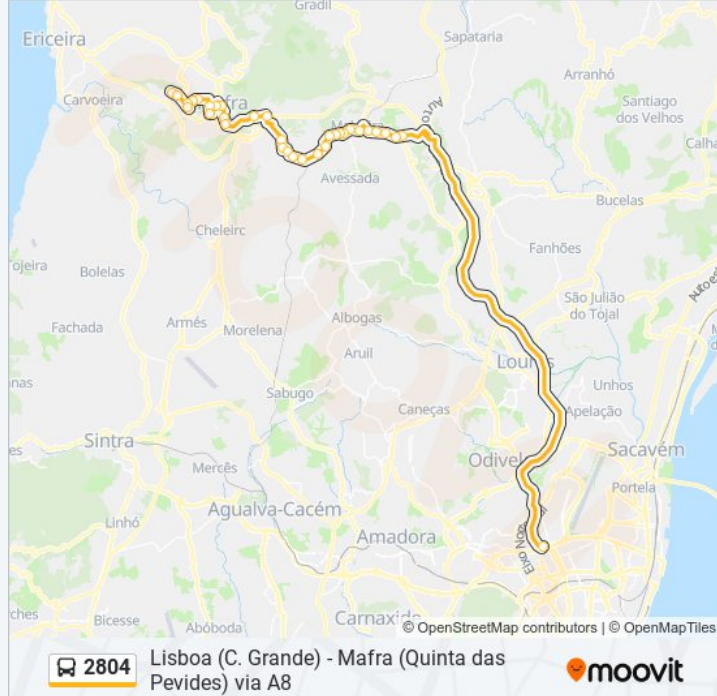 Gradil
Ericeira
Sapataria
Arranhó
Carvoeira
Santiago
dos Velhos
Avessada
Bucelas
Cheleirc
Fanhões
Bolelas
São Julião
do Tojal
Fachada
Armés
Morelena
Albogas
Aruil
Loures
Unhos
Sabugo
Caneças
Apelação
Sintra
Odivel
Sacavém
Mercês
Portela
Agualva-Cacém
Linhó
Amadora
Bicesse
Abóboda
Carnaxide
© OpenStreetMap contributors | © OpenMapTiles
2804
Lisboa (C. Grande) - Mafra (Quinta das
Pevides) via A8
moovit